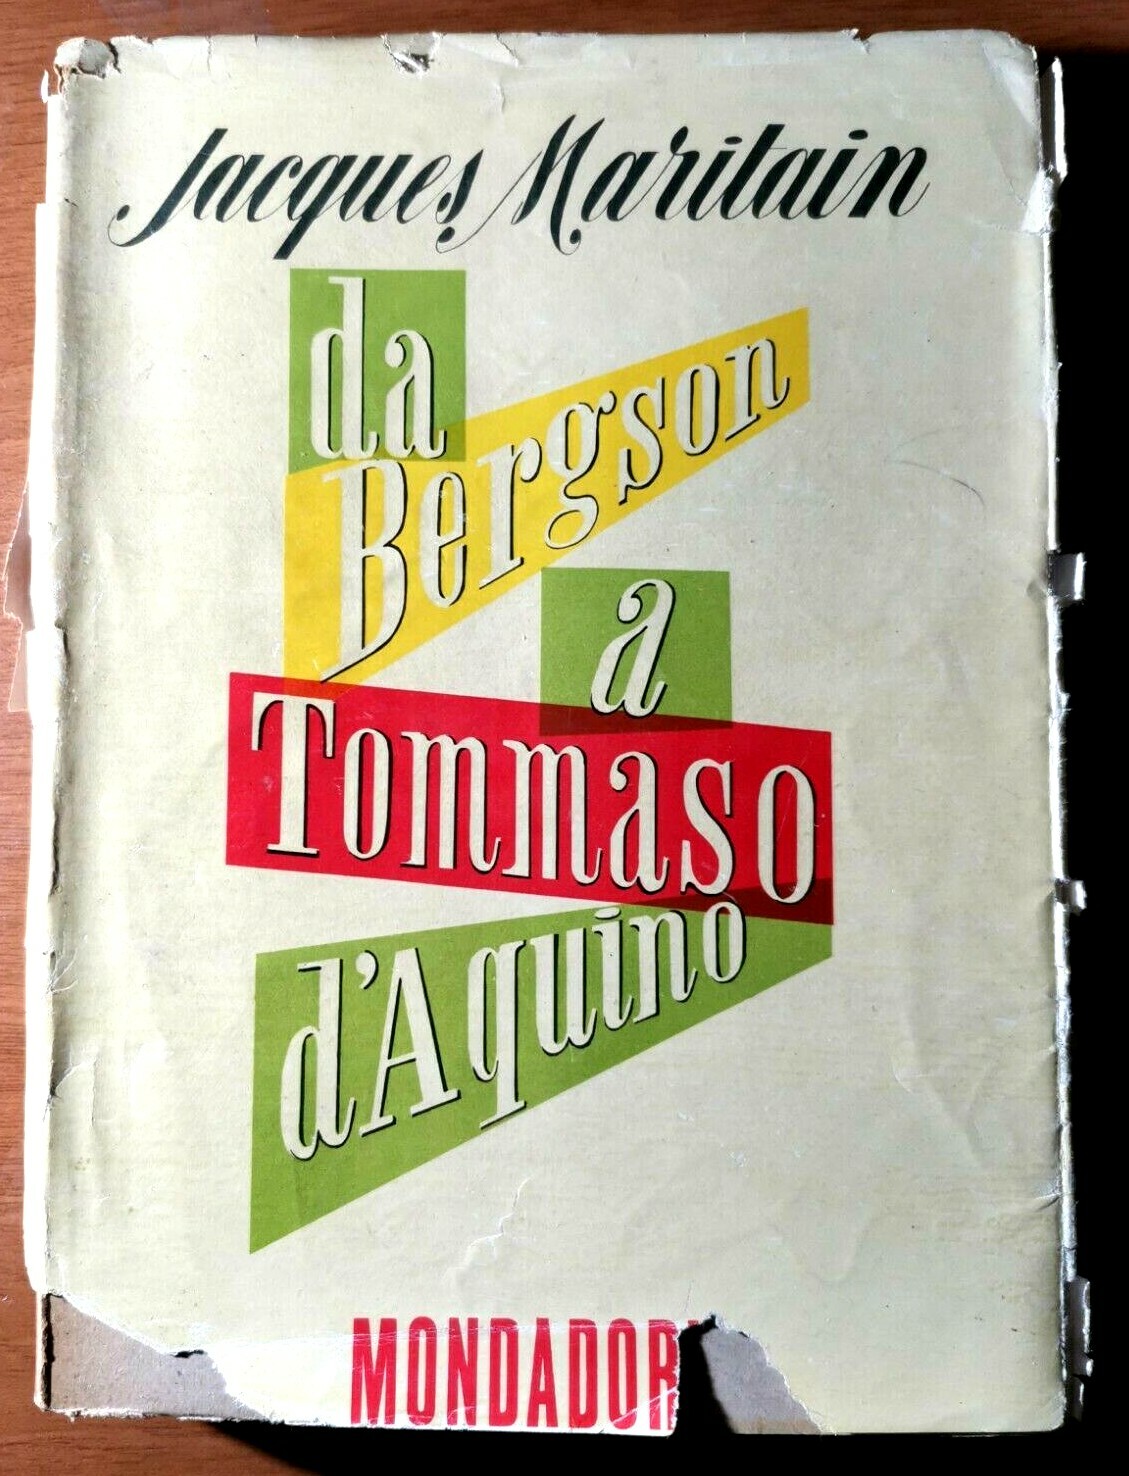 Jacques Maritain
da
Bergson
a
Tommaso
d'Aquino
MONDADOR